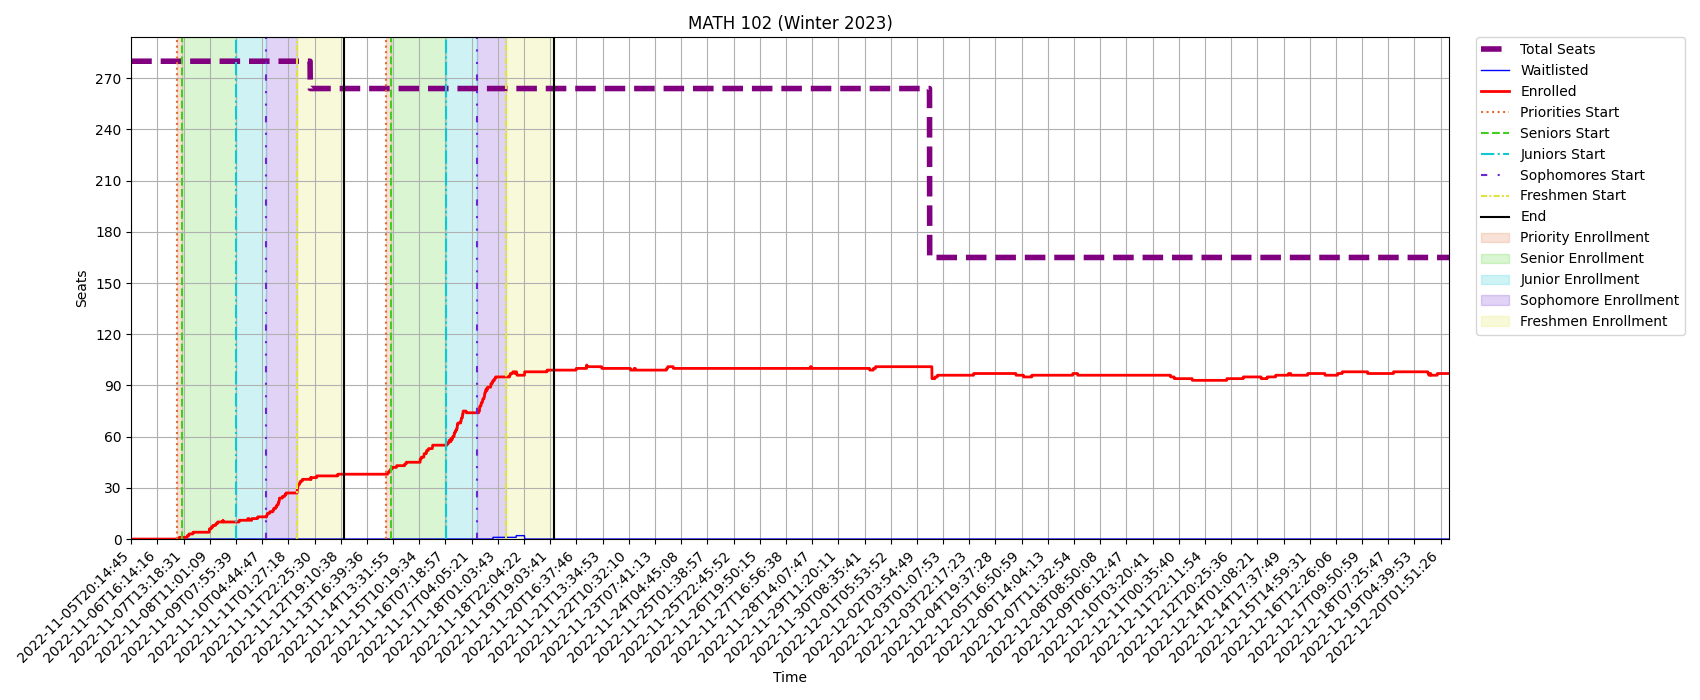 MATH 102 (Winter 2023)
Seats
270
240
210
180
150
120
90
60
30
0
2022-11-05T20:14:45
2022-11-06T16:14:16
2022-11-07T13:18:31
2022-11-08T11:01:09
2022-11-09T07:55:39
2022-11-10T04:44:47
2022-11-11T01:27:18
2022-11-11T22:25:30
2022-11-12T19:10:38
2022-11-13T16:39:36
2022-11-14T13:31:55
2022-11-15T10:19:34
2022-11-16T07:18:57
2022-11-17T04:05:21
2022-11-18T01:03:43
2022-11-18T22:04:22
2022-11-19T19:03:41
2022-11-20T16:37:46
2022-11-21T13:34:53
2022-11-22T10:32:10
2022-11-23T07:41:13
2022-11-24T04:45:08
2022-11-25T01:38:57
2022-11-25T22:45:52
2022-11-26T19:50:15
2022-11-27T16:56:38
2022-11-28T14:07:47
2022-11-29T11:20:11
2022-11-30T08:35:41
2022-12-01T05:53:52
2022-12-02T03:54:49
2022-12-03T01:07:53
2022-12-03T22:17:23
2022-12-04T19:37:28
2022-12-05T16:50:59
2022-12-06T14:04:13
2022-12-07T11:32:54
2022-12-08T08:50:08
2022-12-09T06:12:47
2022-12-10T03:20:41
2022-12-11T00:35:40
2022-12-11T22:11:54
2022-12-12T20:25:36
2022-12-14T01:08:21
2022-12-14T17:37:49
2022-12-15T14:59:31
2022-12-16T12:26:06
2022-12-17T09:50:59
2022-12-18T07:25:47
2022-12-19T04:39:53
2022-12-20T01:51:26
Time
Total Seats
Waitlisted
Enrolled
Priorities Start
Seniors Start
Juniors Start
Sophomores Start
Freshmen Start
End
Priority Enrollment
Senior Enrollment
Junior Enrollment
Sophomore Enrollment
Freshmen Enrollment